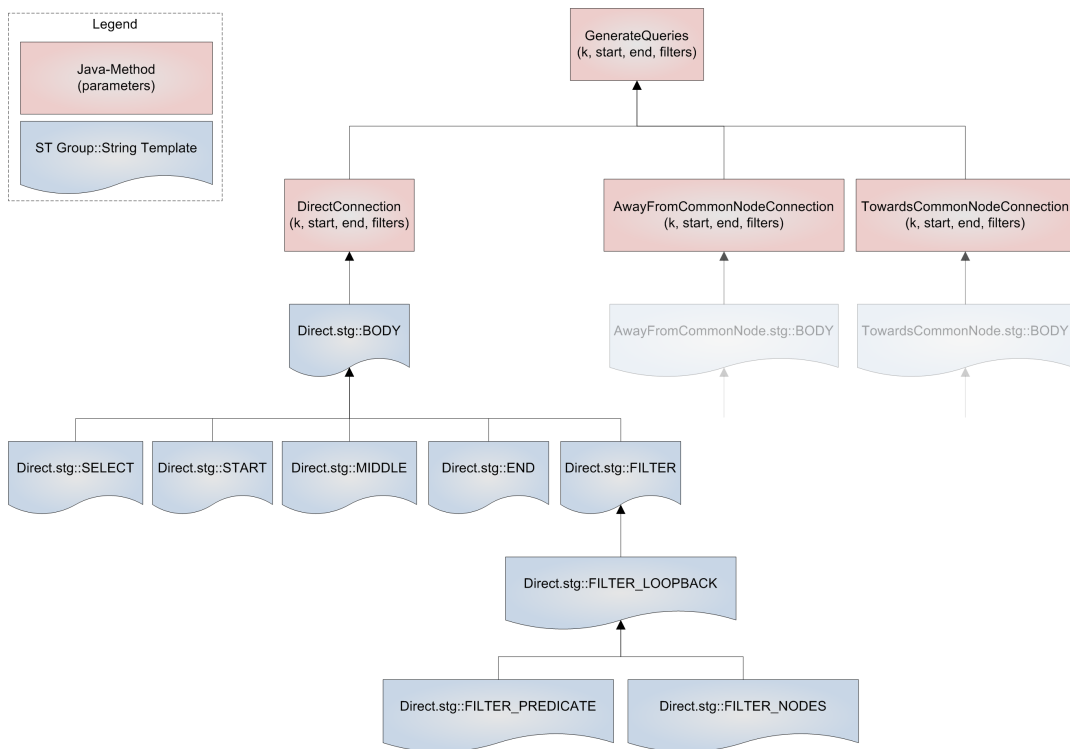 Legend
Java-Method
(parameters)
ST Group::String Template
GenerateQueries
(k, start, end, filters)
DirectConnection
(k, start, end, filters)
AwayFromCommonNodeConnection
(k, start, end, filters)
TowardsCommonNodeConnection
(k, start, end, filters)
Direct.stg::BODY
AwayFromCommonNode.stg::BODY
TowardsCommonNode.stg::BODY
Direct.stg::SELECT
Direct.stg::START
Direct.stg::MIDDLE
Direct.stg::END
Direct.stg::FILTER
Direct.stg::FILTER_LOOPBACK
Direct.stg::FILTER_PREDICATE
Direct.stg::FILTER_NODES